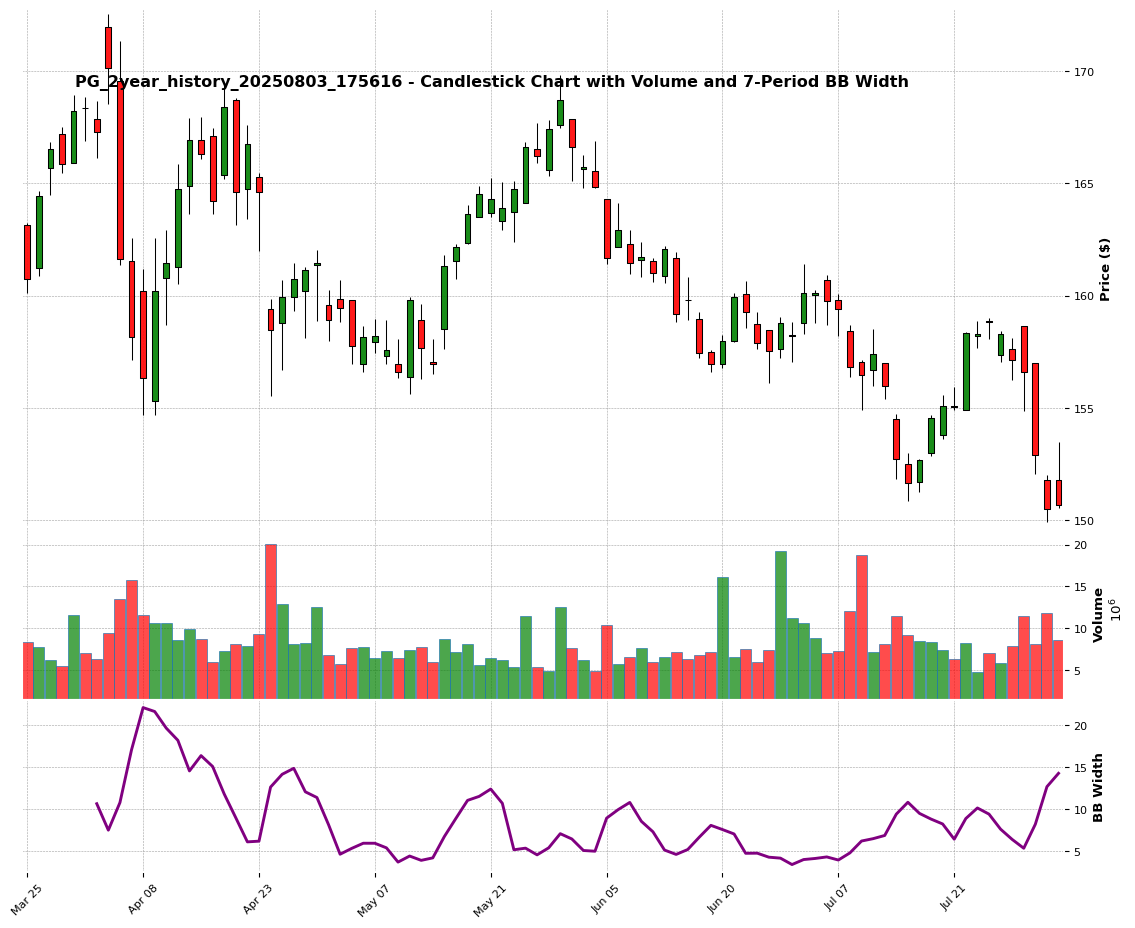 PG_2year_history_20250803_175616 - Candlestick Chart with Volume and 7-Period BB Width
170
165
160
155
150
Price ($)
20
15
10
5
Volume
10^6
20
15
10
5
BB Width
Mar 25
Apr 08
Apr 23
May 07
May 21
Jun 05
Jun 20
Jul 07
Jul 21